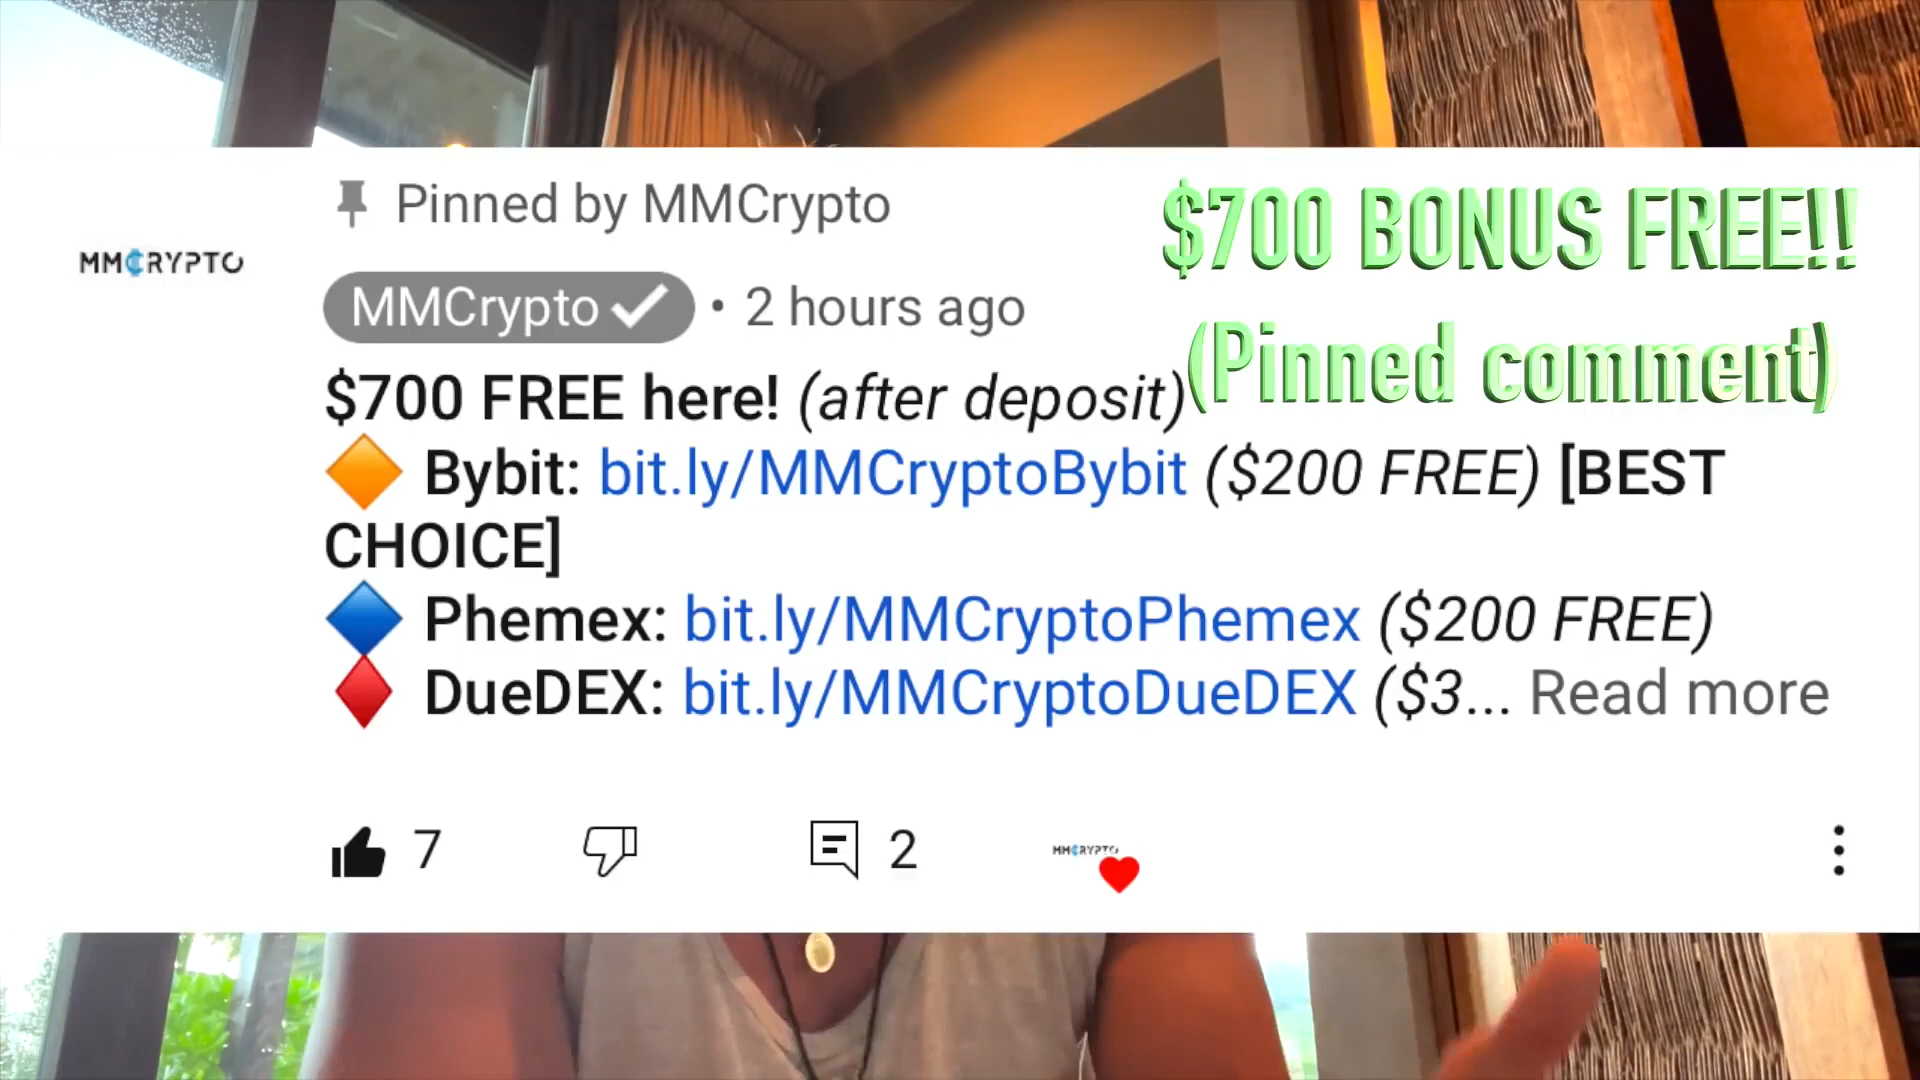 Pinned by MMCrypto
$700 BONUS FREE!!
MMCRYPTO
MMCrypto • 2 hours ago
(Pinned comment)
$700 FREE here! (after deposit)
Bybit: bit.ly/MMCryptoBybit ($200 FREE) [BEST
CHOICE]
Phemex: bit.ly/MMCryptoPhemex ($200 FREE)
DueDEX: bit.ly/MMCryptoDueDEX ($3... Read more
7
2
MMCRYPTO